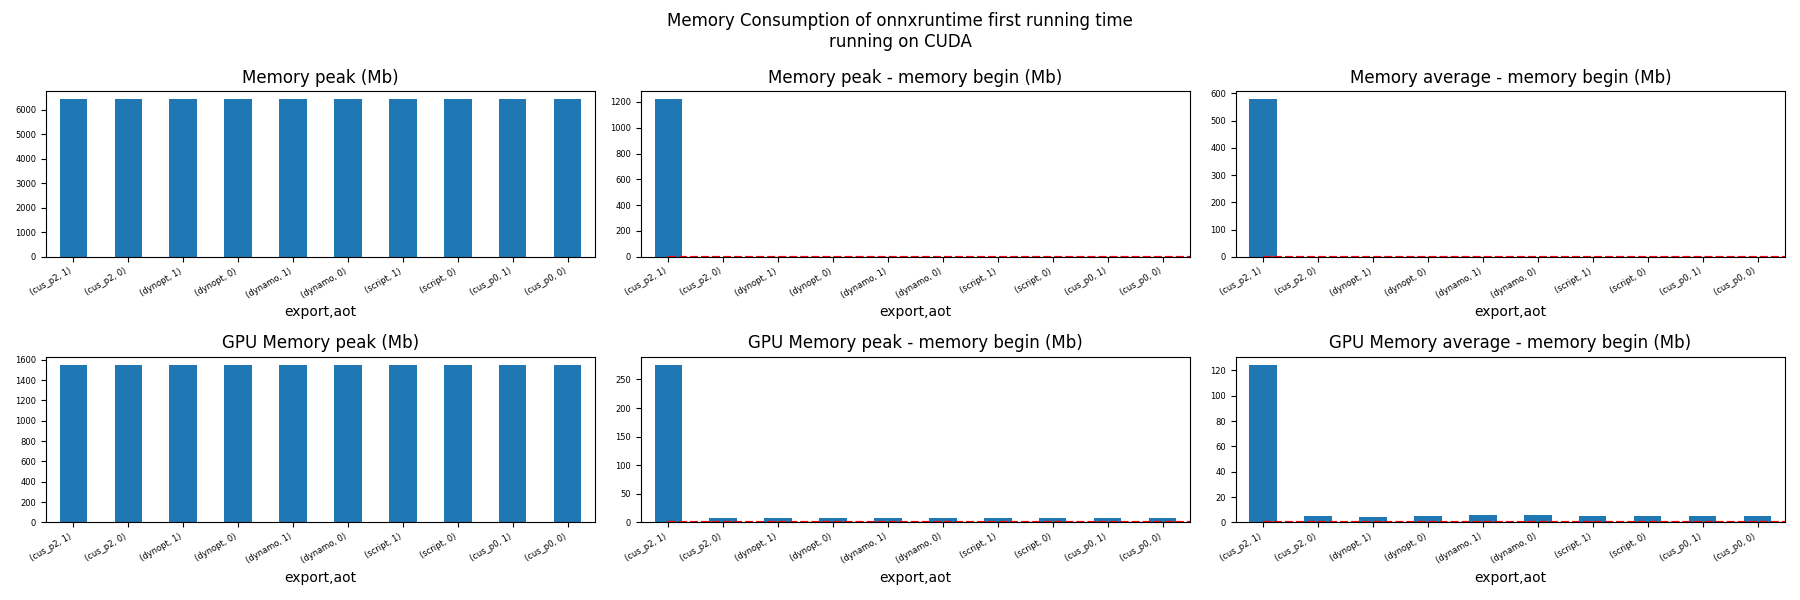 Memory Consumption of onnxruntime first running time
running on CUDA
Memory peak (Mb)
6000
5000
4000
3000
2000
1000
0
(cus_p2, 1)
(cus_p2, 0)
(dynopt, 1)
(dynopt, 0)
(dynamo, 1)
(dynamo, 0)
(script, 1)
(script, 0)
(cus_p0, 1)
(cus_p0, 0)
export,aot
Memory peak - memory begin (Mb)
1200
1000
800
600
400
200
0
(cus_p2, 1)
(cus_p2, 0)
(dynopt, 1)
(dynopt, 0)
(dynamo, 1)
(dynamo, 0)
(script, 1)
(script, 0)
(cus_p0, 1)
(cus_p0, 0)
export,aot
Memory average - memory begin (Mb)
600
500
400
300
200
100
0
(cus_p2, 1)
(cus_p2, 0)
(dynopt, 1)
(dynopt, 0)
(dynamo, 1)
(dynamo, 0)
(script, 1)
(script, 0)
(cus_p0, 1)
(cus_p0, 0)
export,aot
GPU Memory peak (Mb)
1600
1400
1200
1000
800
600
400
200
0
(cus_p2, 1)
(cus_p2, 0)
(dynopt, 1)
(dynopt, 0)
(dynamo, 1)
(dynamo, 0)
(script, 1)
(script, 0)
(cus_p0, 1)
(cus_p0, 0)
export,aot
GPU Memory peak - memory begin (Mb)
250
200
150
100
50
0
(cus_p2, 1)
(cus_p2, 0)
(dynopt, 1)
(dynopt, 0)
(dynamo, 1)
(dynamo, 0)
(script, 1)
(script, 0)
(cus_p0, 1)
(cus_p0, 0)
export,aot
GPU Memory average - memory begin (Mb)
120
100
80
60
40
20
0
(cus_p2, 1)
(cus_p2, 0)
(dynopt, 1)
(dynopt, 0)
(dynamo, 1)
(dynamo, 0)
(script, 1)
(script, 0)
(cus_p0, 1)
(cus_p0, 0)
export,aot